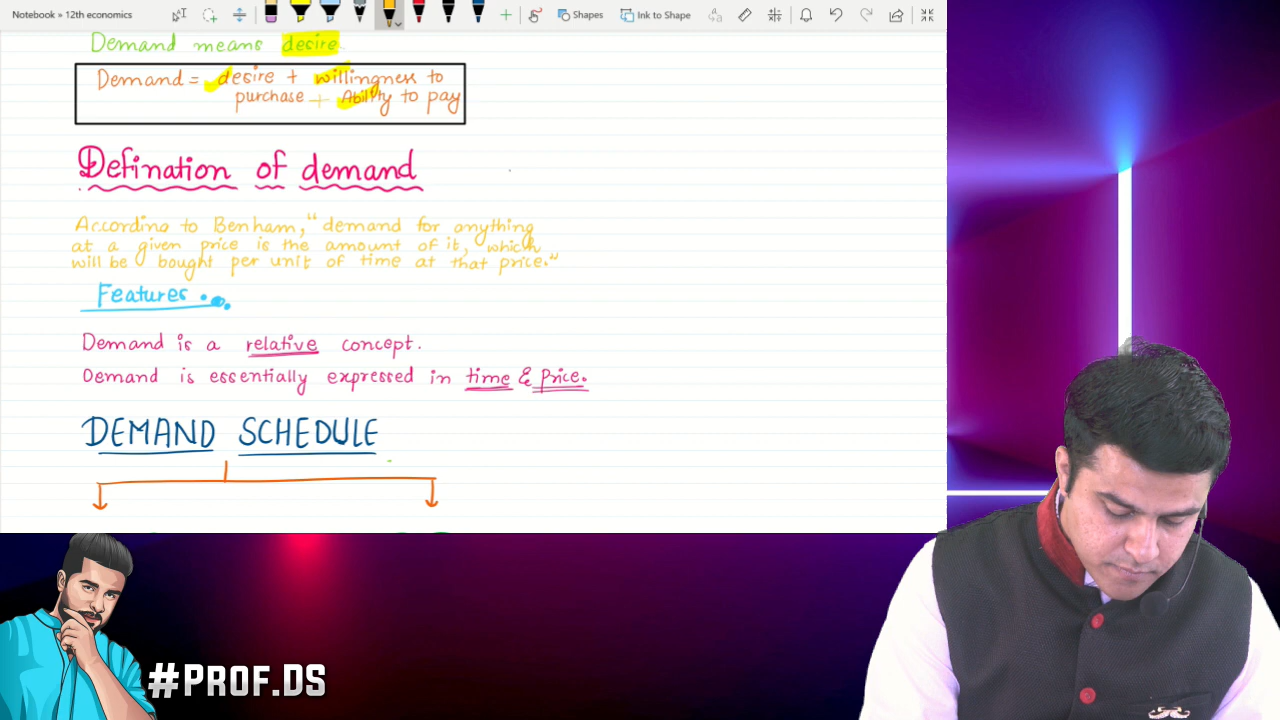 Notebook » 12th economics
Shapes
Ink to Shape
Demand means desire
Demand = desire + willingness to
purchase + Ability to pay
Defination of demand
According to Benham, "demand for anything
at a given price is the amount of it, which
will be bought per unit of time at that price."
Features
Demand is a relative concept.
Demand is essentially expressed in time & price.
DEMAND SCHEDULE
#PROF.DS